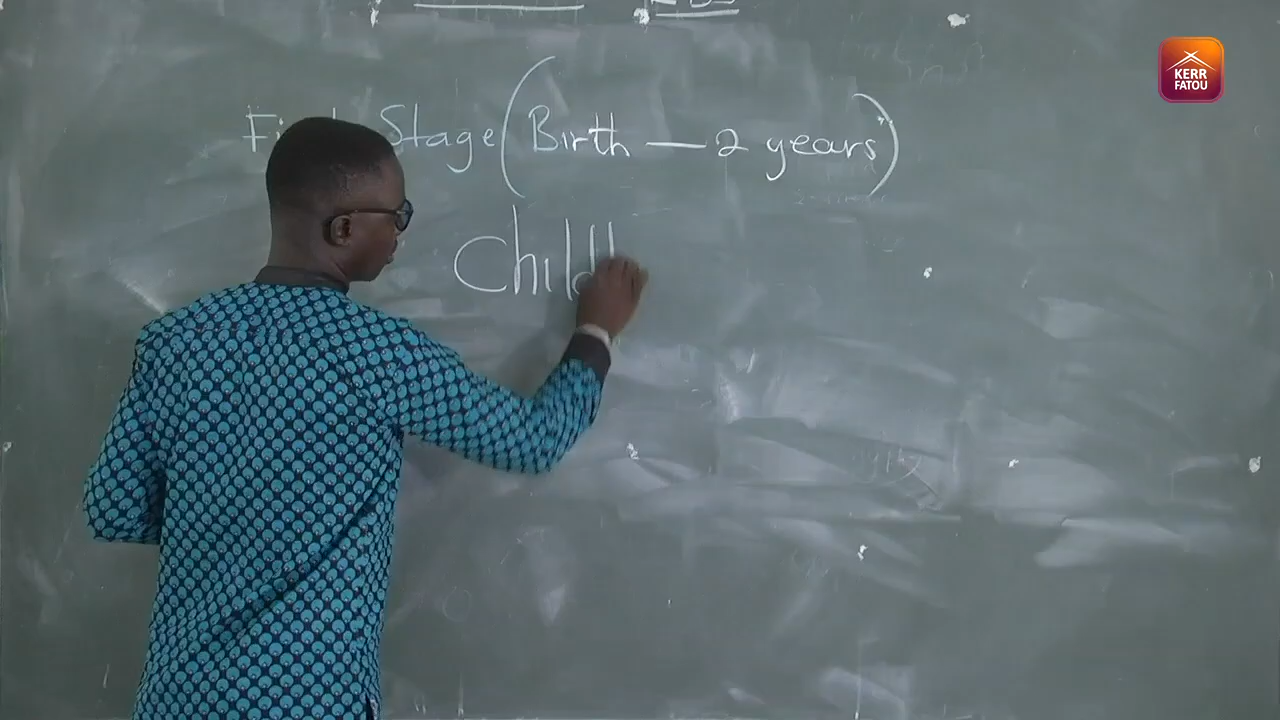 Stage (Birth — 2 years)
Child
KERR
FATOU